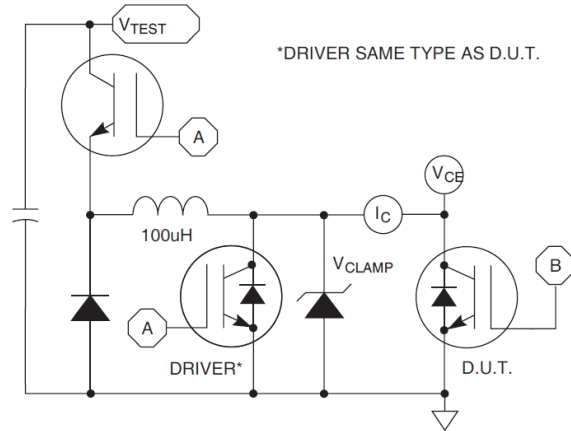 VTEST
*DRIVER SAME TYPE AS D.U.T.
A
VCE
IC
100uH
VCLAMP
B
A
DRIVER*
D.U.T.